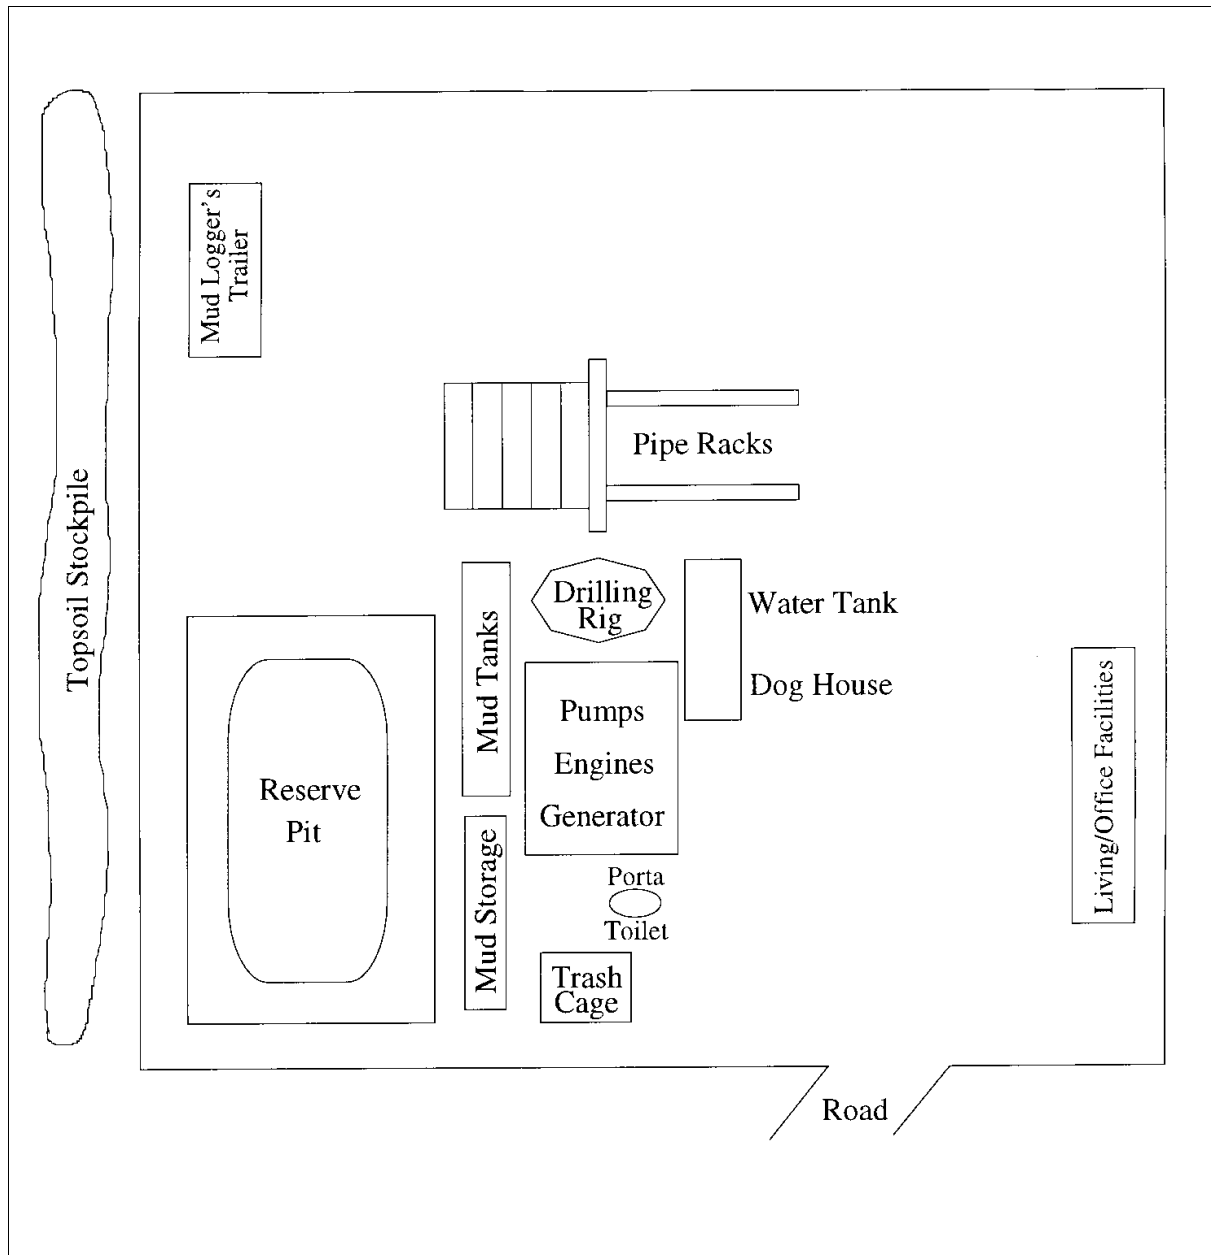 Mud Logger's
Trailer
Topsoil Stockpile
Pipe Racks
Drilling
Rig
Water Tank
Dog House
Mud Tanks
Pumps
Engines
Generator
Reserve
Pit
Mud Storage
Porta
Toilet
Trash
Cage
Living/Office Facilities
Road